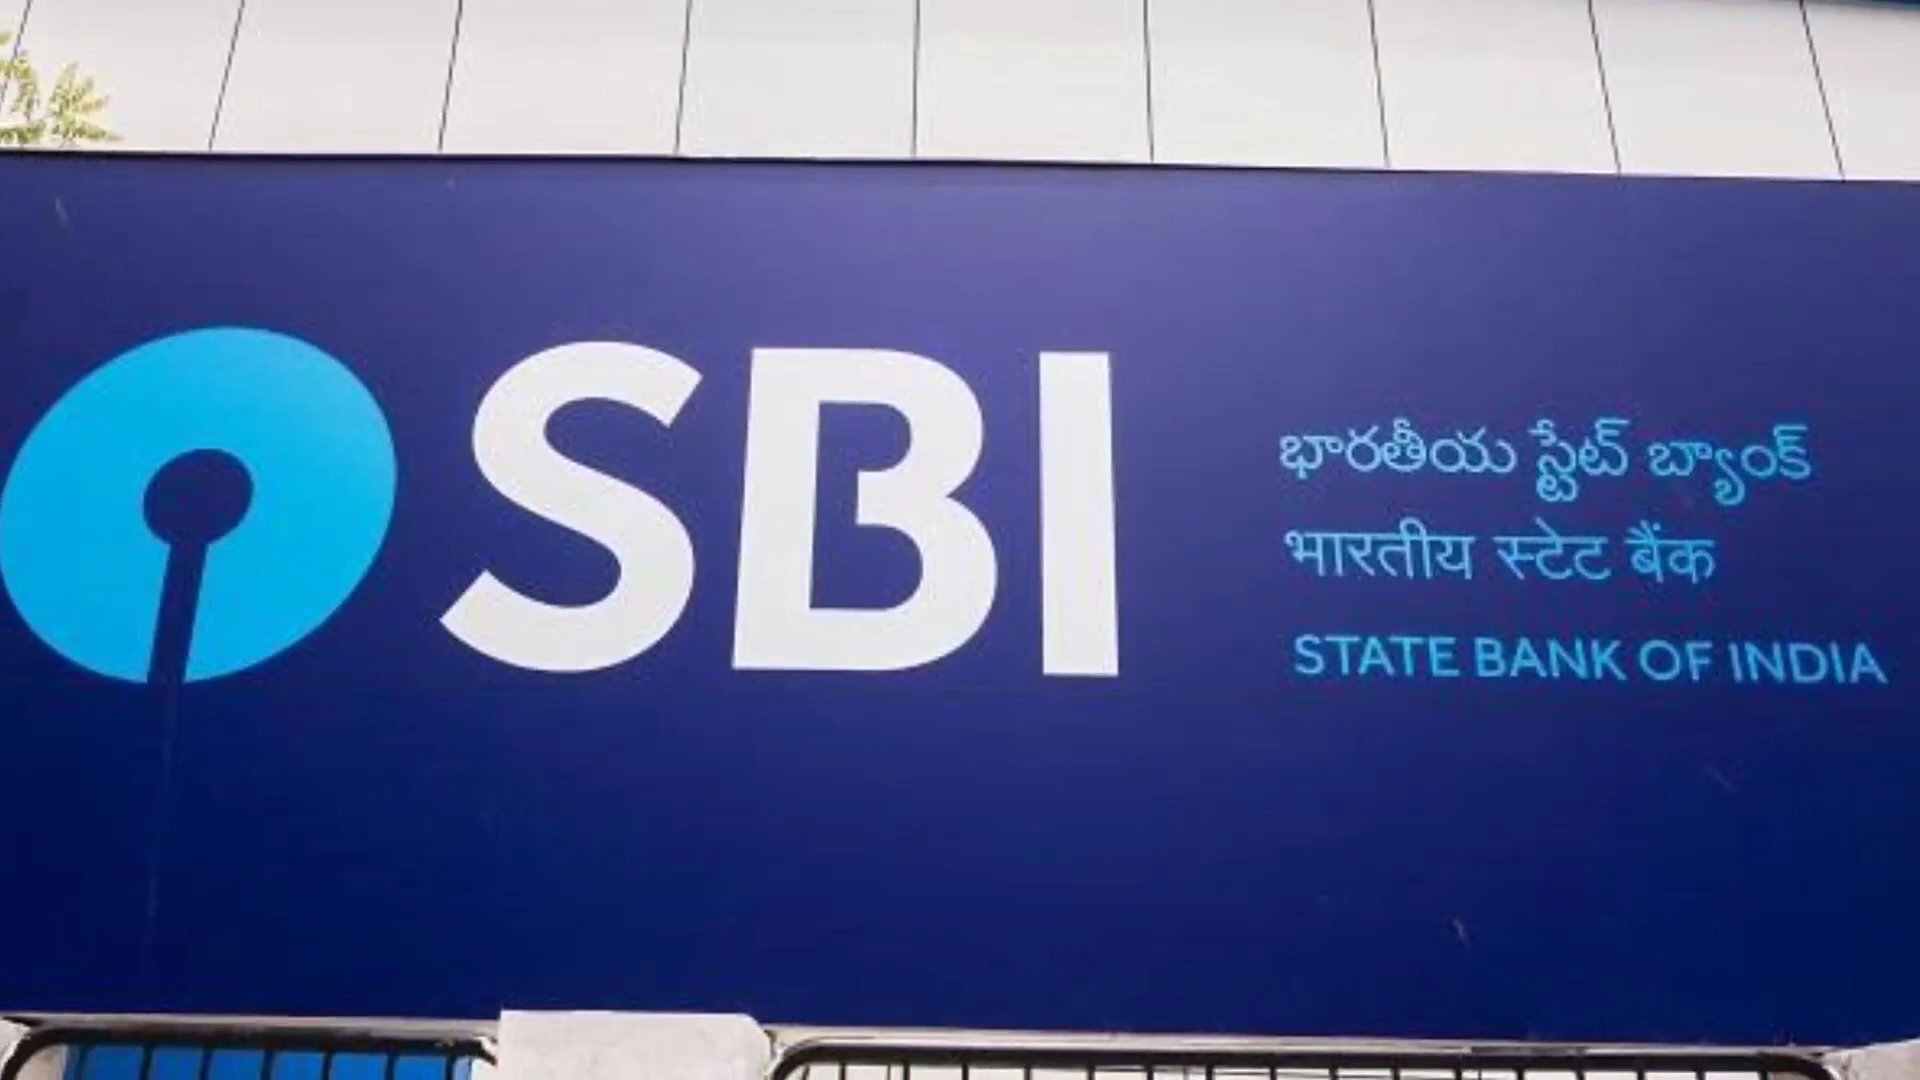 SBI
భారతీయ స్టేట్ బ్యాంక్
भारतीय स्टेट बैंक
STATE BANK OF INDIA